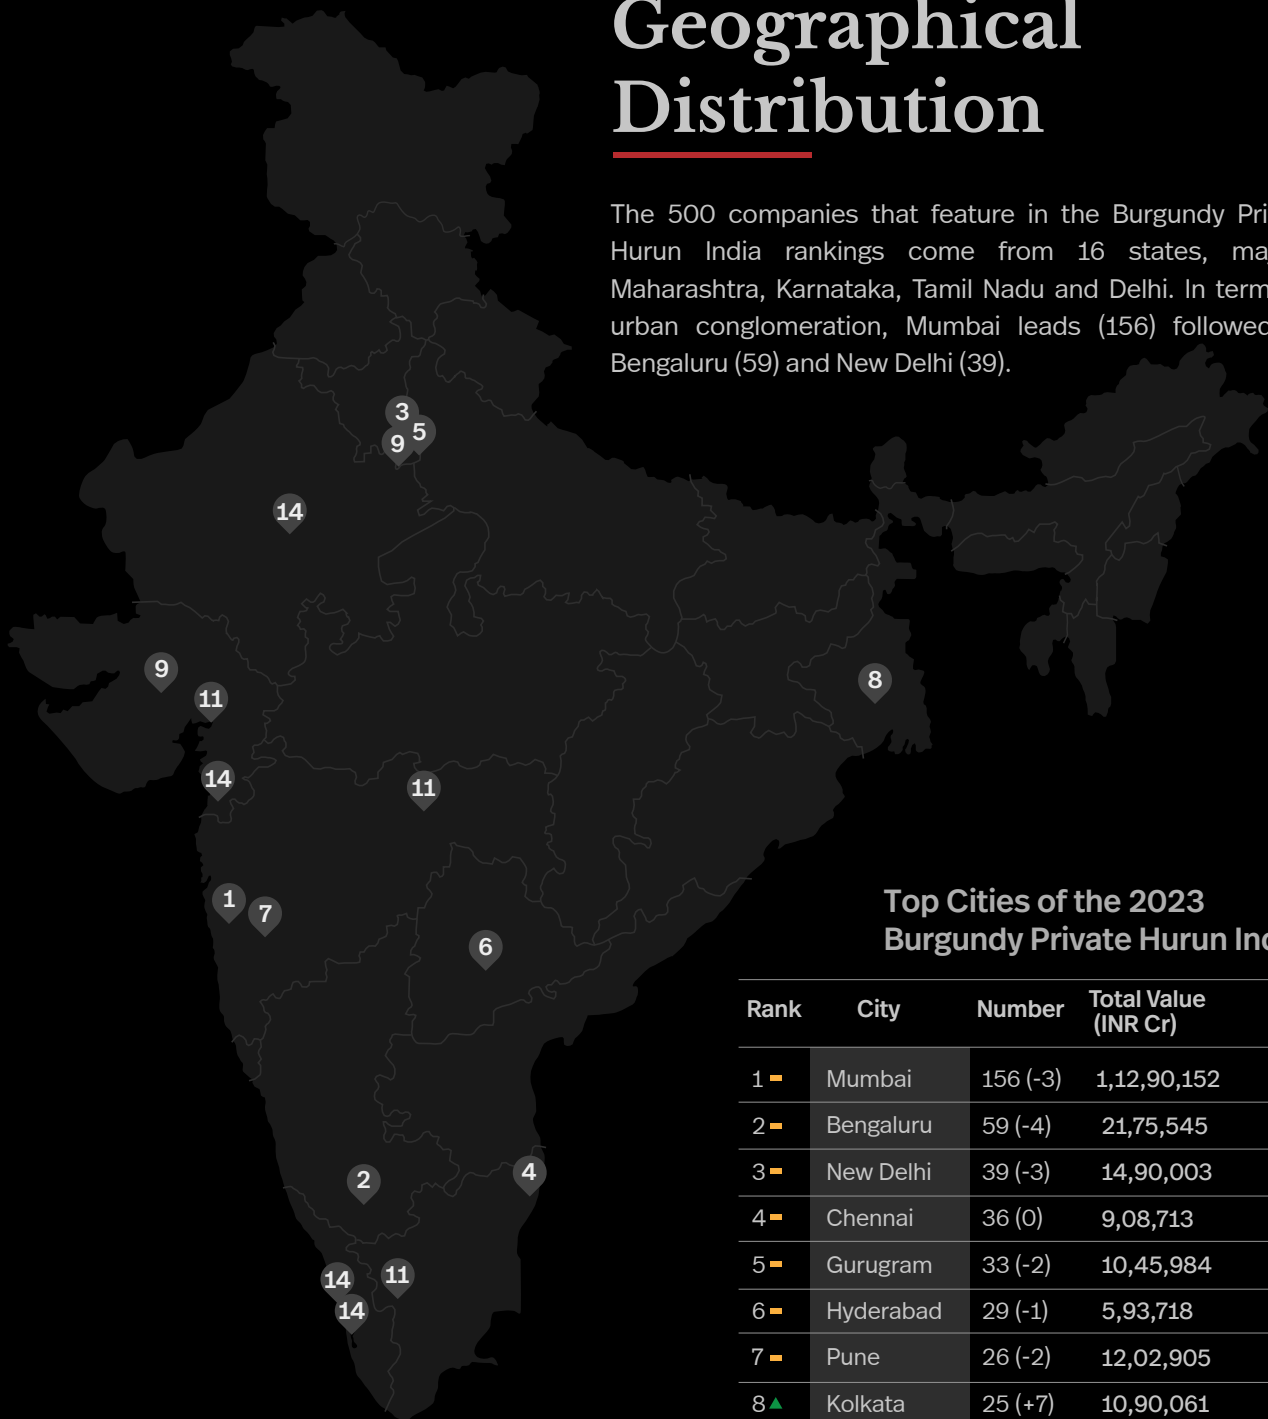 Geographical
Distribution
The 500 companies that feature in the Burgundy
Hurun India rankings come from 16 states,
Maharashtra, Karnataka, Tamil Nadu and Delhi. In
urban conglomeration, Mumbai leads (156) followed
Bengaluru (59) and New Delhi (39).
3
5
9
14
9
11
8
14
11
1
7
6
2
4
14
11
14
Top Cities of the 2023
Burgundy Private Hurun
Rank City Number Total Value (INR Cr)
1 Mumbai 156 (-3) 1,12,90,152
2 Bengaluru 59 (-4) 21,75,545
3 New Delhi 39 (-3) 14,90,003
4 Chennai 36 (0) 9,08,713
5 Gurugram 33 (-2) 10,45,984
6 Hyderabad 29 (-1) 5,93,718
7 Pune 26 (-2) 12,02,905
8 Kolkata 25 (+7) 10,90,061